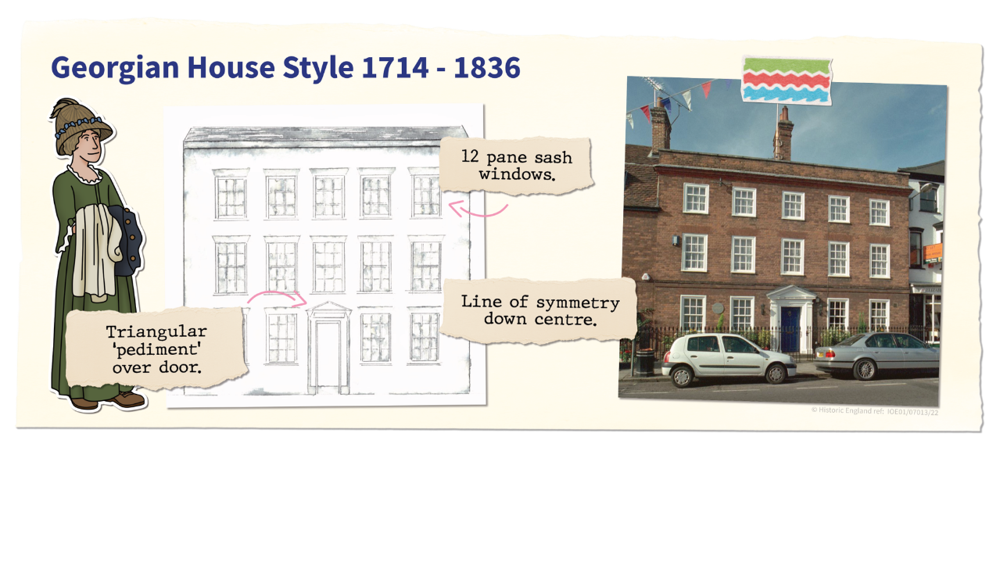 Georgian House Style 1714 - 1836
12 pane sash
windows.
Line of symmetry
down centre.
Triangular
'pediment'
over door.
© Historic England ref: IOE01/07013/22